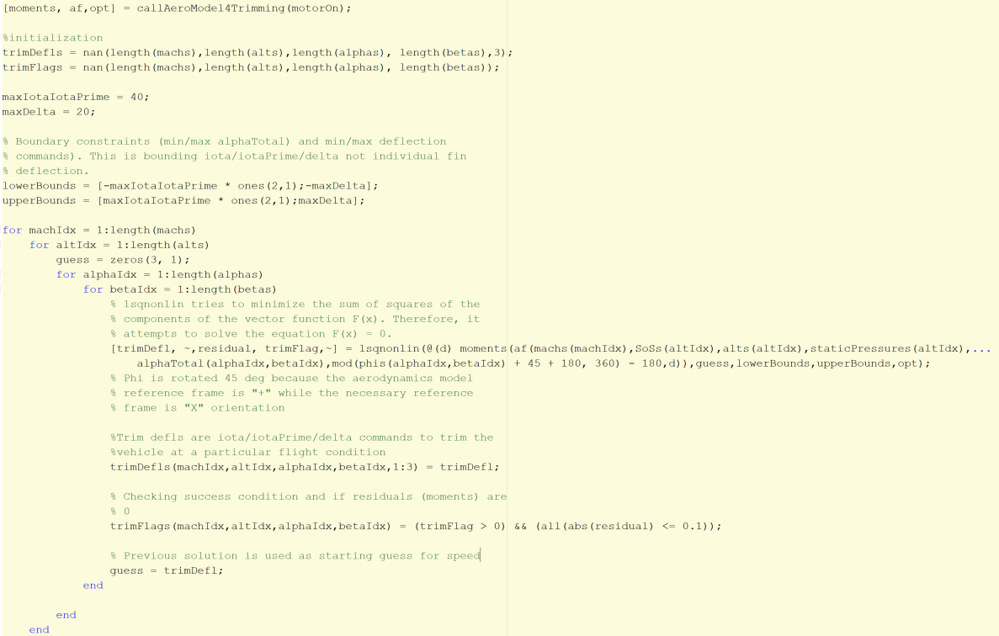 [moments, af,opt] = callAeroModel4Trimming(motorOn);
%initialization
trimDefls = nan(length(machs),length(alts),length(alphas), length(betas),3);
trimFlags = nan(length(machs),length(alts),length(alphas), length(betas));
maxIotaIotaPrime = 40;
maxDelta = 20;
% Boundary constraints (min/max alphaTotal) and min/max deflection
% commands). This is bounding iota/iotaPrime/delta not individual fin
% deflection.
lowerBounds = [-maxIotaIotaPrime * ones(2,1);-maxDelta];
upperBounds = [maxIotaIotaPrime * ones(2,1);maxDelta];
for machIdx = 1:length(machs)
    for altIdx = 1:length(alts)
        guess = zeros(3, 1);
        for alphaIdx = 1:length(alphas)
            for betaIdx = 1:length(betas)
                % lsqnonlin tries to minimize the sum of squares of the
                % components of the vector function F(x). Therefore, it
                % attempts to solve the equation F(x) = 0.
                [trimDefl, ~,residual, trimFlag,~] = lsqnonlin(@(d) moments(af(machs(machIdx),SoSs(altIdx),alts(altIdx),staticPressures(altIdx),...
                    alphaTotal(alphaIdx,betaIdx),mod(phis(alphaIdx,betaIdx) + 45 + 180, 360) - 180,d)),guess,lowerBounds,upperBounds,opt);
                % Phi is rotated 45 deg because the aerodynamics model
                % reference frame is "+" while the necessary reference
                % frame is "X" orientation
                %Trim defls are iota/iotaPrime/delta commands to trim the
                %vehicle at a particular flight condition
                trimDefls(machIdx,altIdx,alphaIdx,betaIdx,1:3) = trimDefl;
                % Checking success condition and if residuals (moments) are
                % 0
                trimFlags(machIdx,altIdx,alphaIdx,betaIdx) = (trimFlag > 0) && (all(abs(residual) <= 0.1));
                % Previous solution is used as starting guess for speed
                guess = trimDefl;
            end
        end
    end